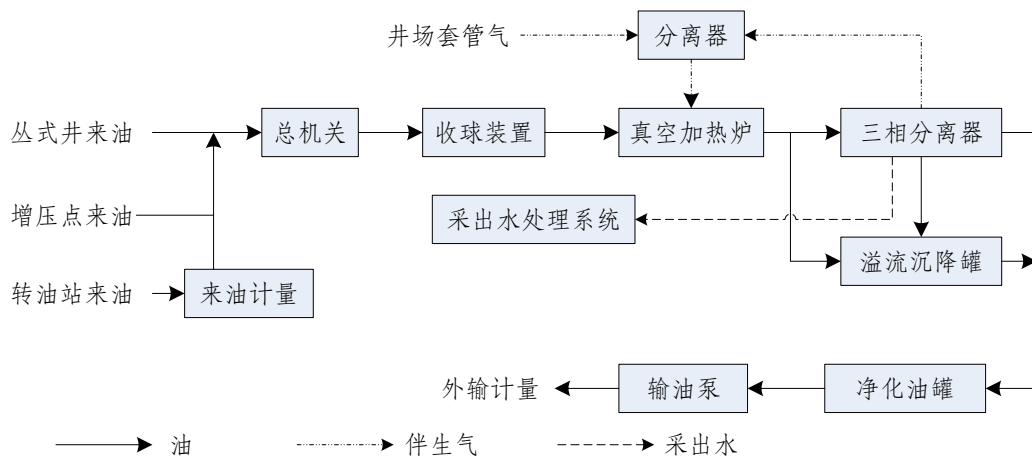 井场套管气
分离器
丛式井来油
总机关
收球装置
真空加热炉
三相分离器
增压点来油
采出水处理系统
转油站来油
来油计量
溢流沉降罐
外输计量
输油泵
净化油罐
油
伴生气
采出水